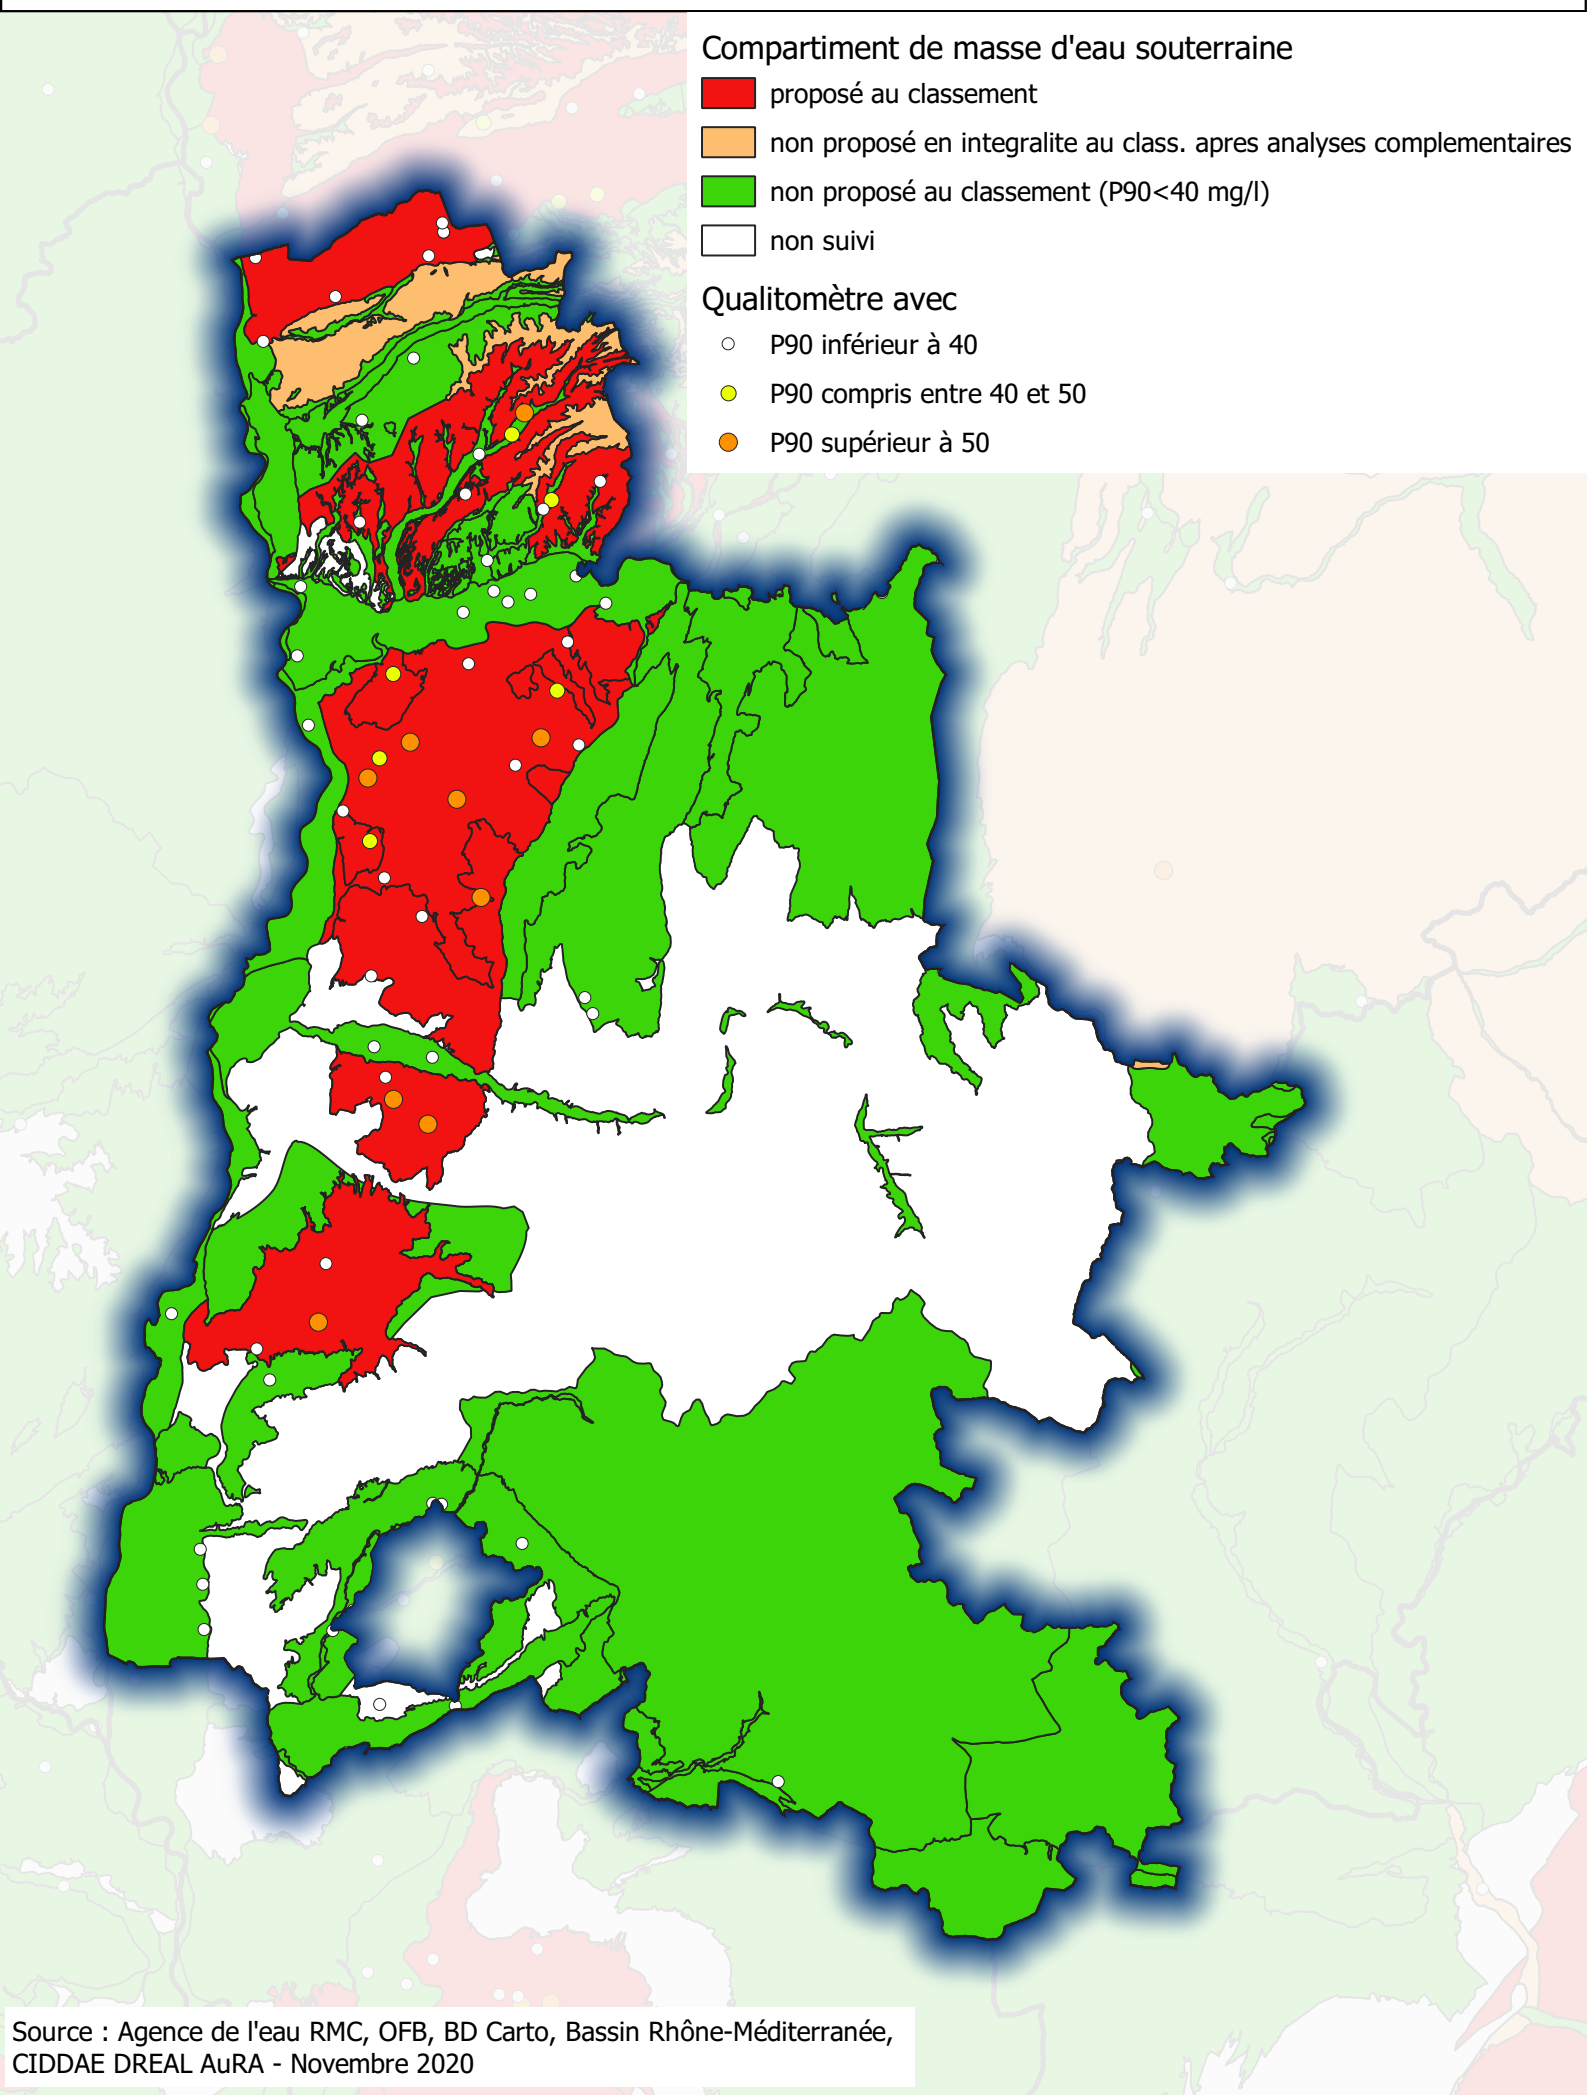 Compartiment de masse d'eau souterraine
proposé au classement
non proposé en integralite au class. apres analyses complementaires
non proposé au classement (P90<40 mg/l)
non suivi
Qualitomètre avec
P90 inférieur à 40
P90 compris entre 40 et 50
P90 supérieur à 50
Source : Agence de l'eau RMC, OFB, BD Carto, Bassin Rhône-Méditerranée,
CIDDAE DREAL AuRA - Novembre 2020